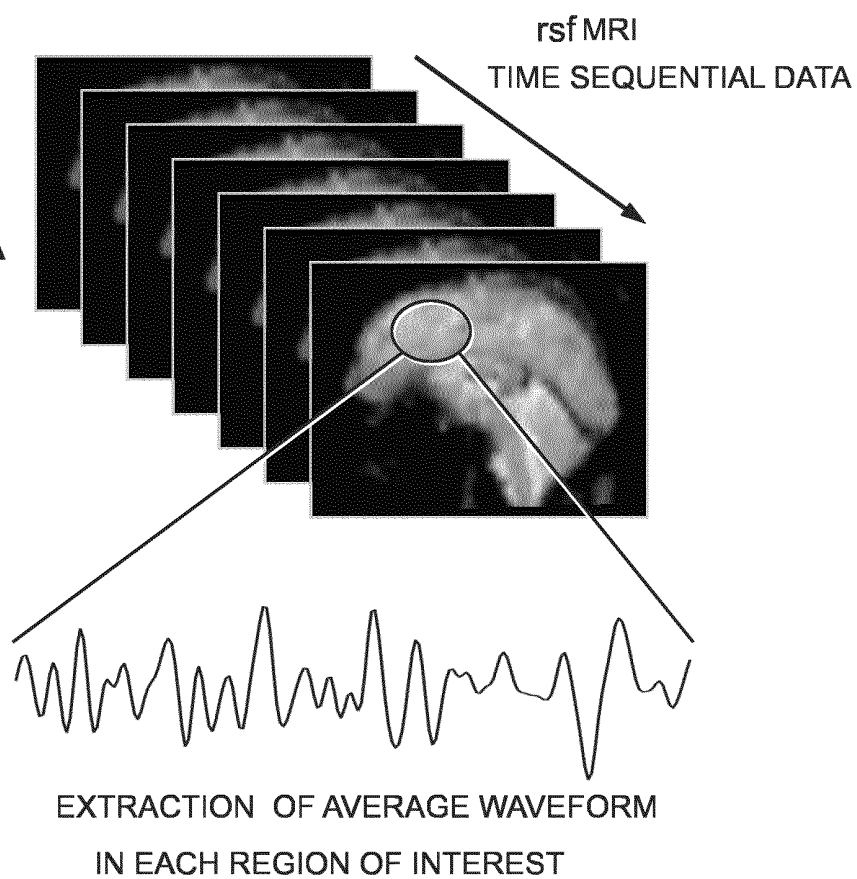 rsf MRI
TIME SEQUENTIAL DATA
EXTRACTION OF AVERAGE WAVEFORM
IN EACH REGION OF INTEREST